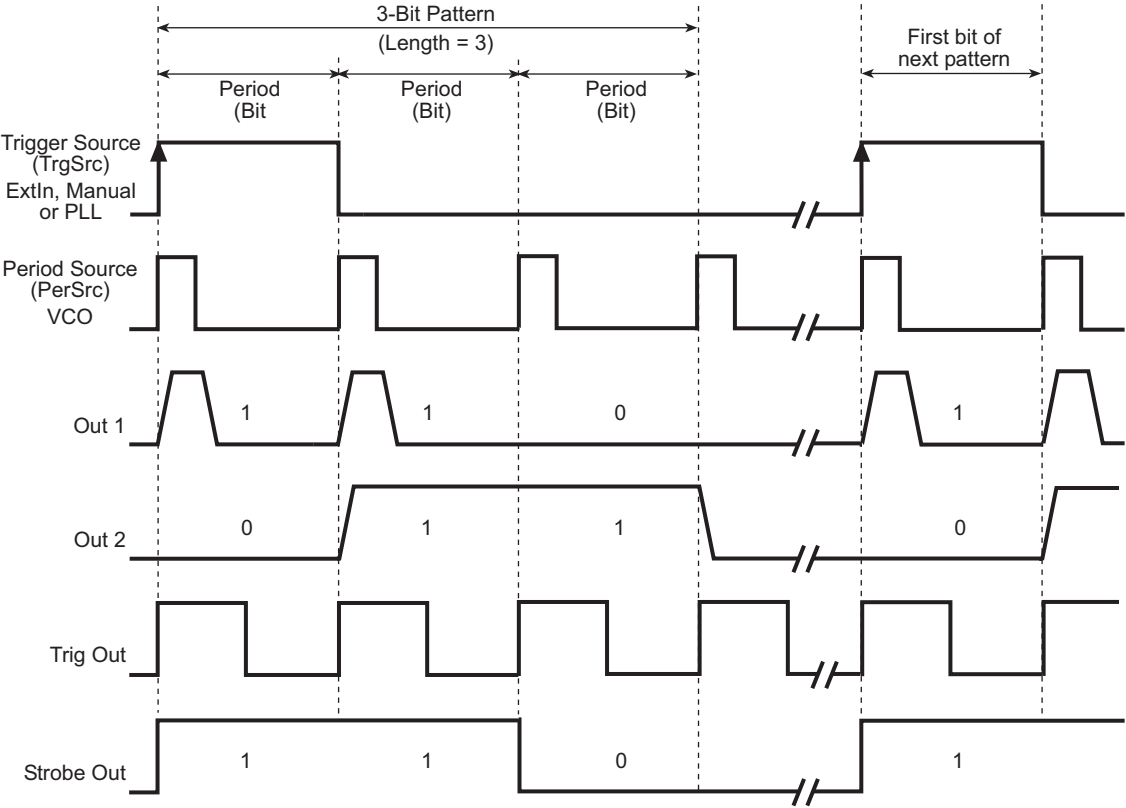 3-Bit Pattern
(Length = 3)
First bit of
next pattern
Period
(Bit
Period
(Bit)
Period
(Bit)
Trigger Source
(TrgSrc)
ExtIn, Manual
or PLL
Period Source
(PerSrc)
VCO
Out 1
1
1
0
1
Out 2
0
1
1
0
Trig Out
Strobe Out
1
1
0
1